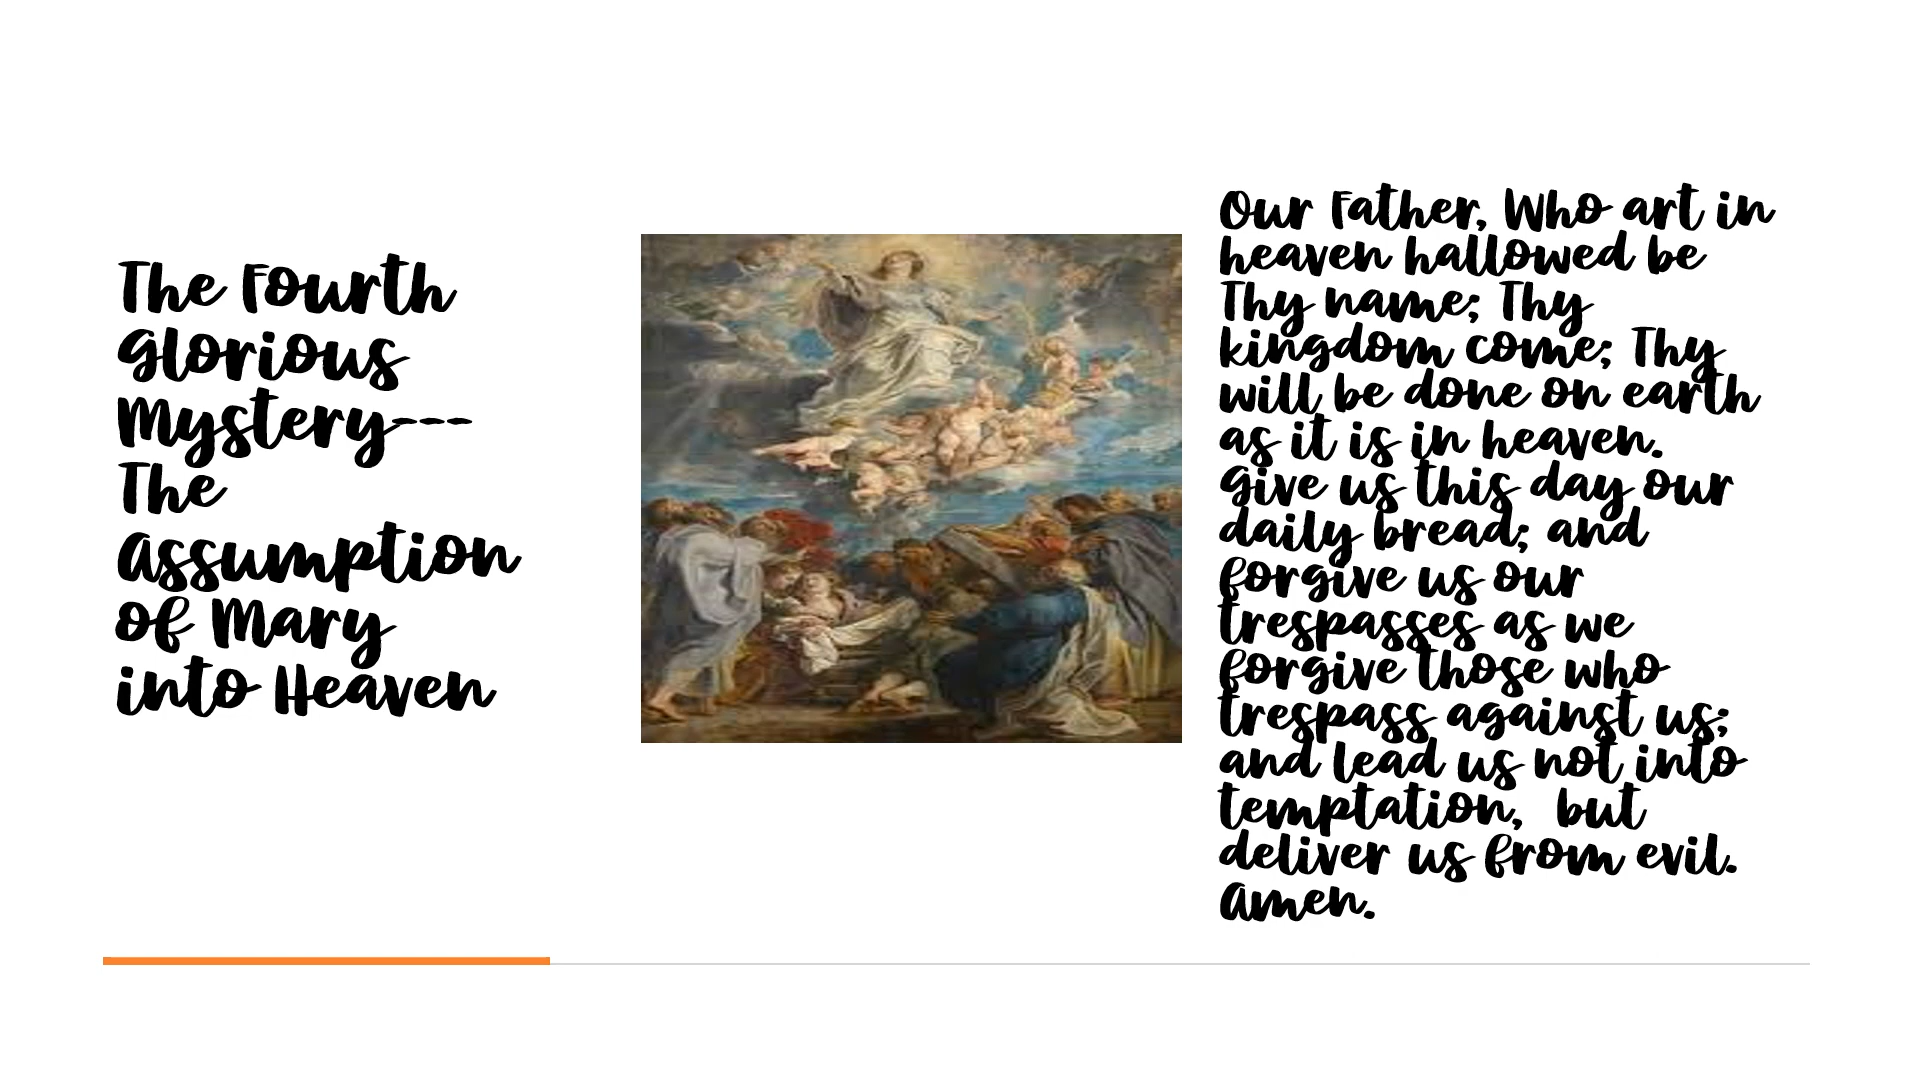 The Fourth
Glorious
Mystery---
The
Assumption
of Mary
into Heaven
Our Father, Who art in
heaven hallowed be
Thy name; Thy
kingdom come; Thy
will be done on earth
as it is in heaven.
Give us this day our
daily bread; and
forgive us our
trespasses as we
forgive those who
trespass against us;
and lead us not into
temptation,  but
deliver us from evil.
Amen.